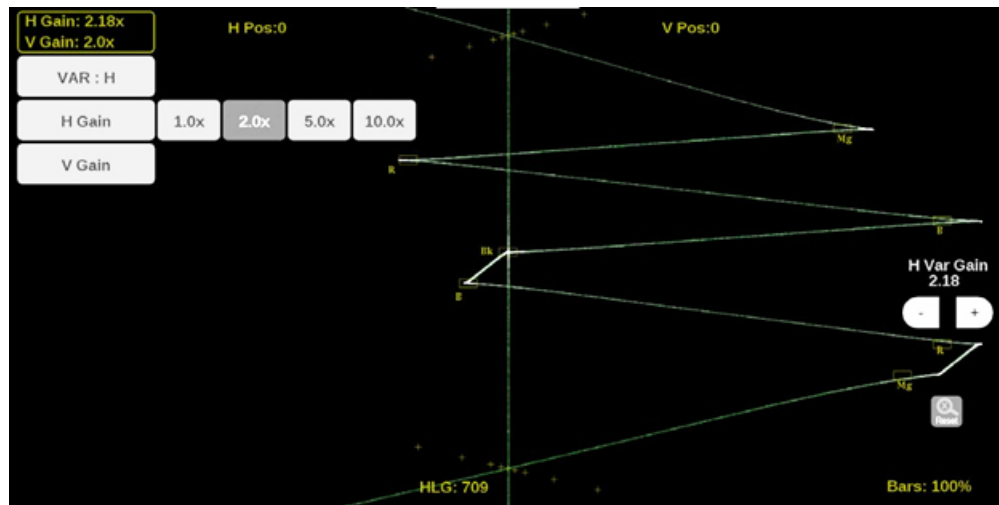 H Gain: 2.18x
V Gain: 2.0x
H Pos:0
V Pos:0
VAR : H
H Gain
1.0x
2.0x
5.0x
10.0x
V Gain
Mg
R
B
Bk
H Var Gain
2.18
B
-
+
R
Mg
Reset
HLG: 709
Bars: 100%